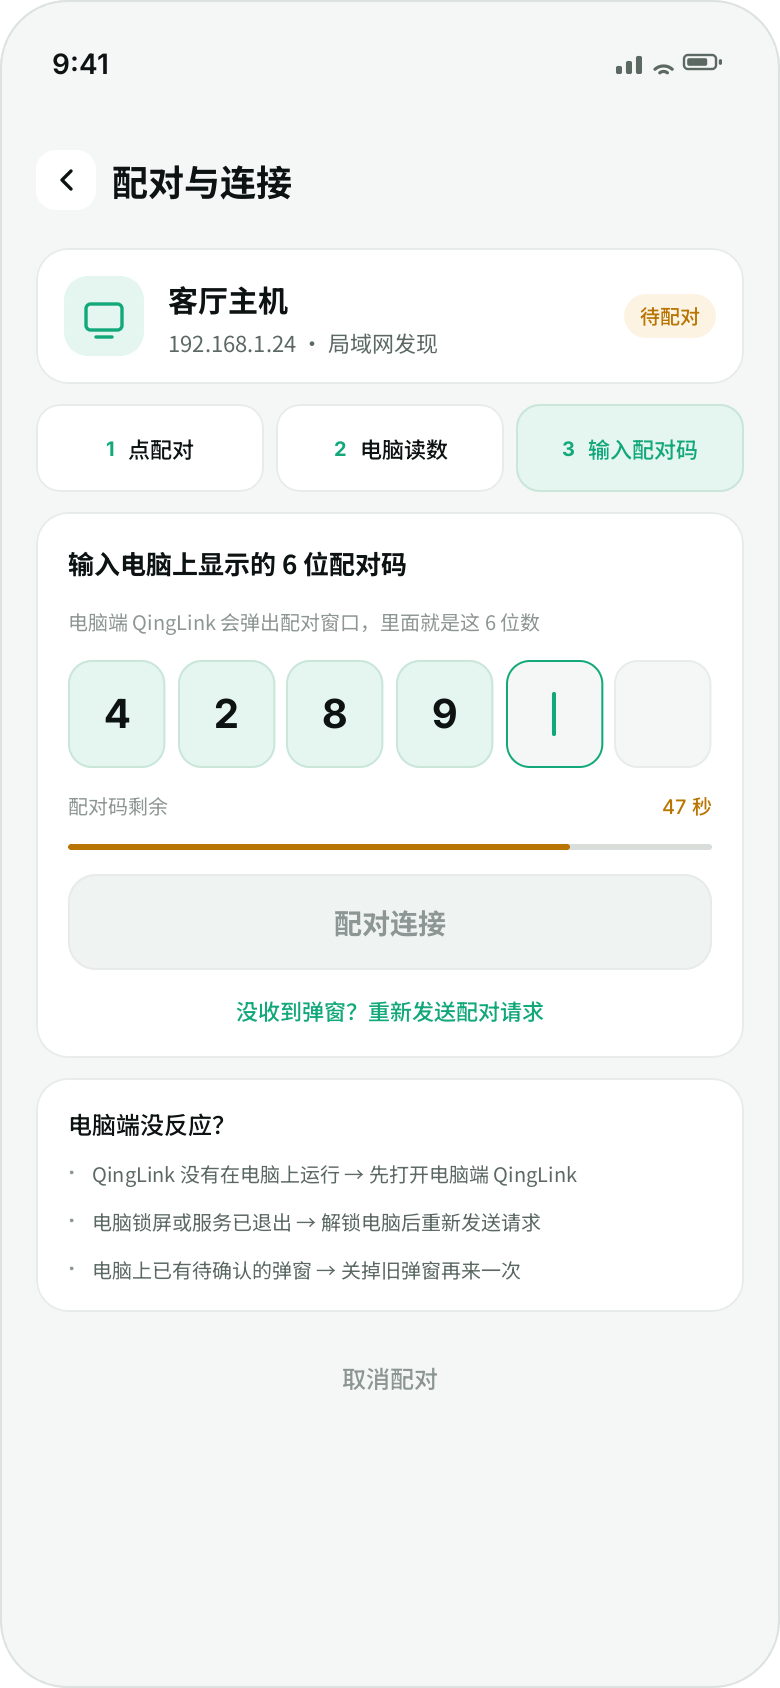 9:41
配对与连接
客厅主机
192.168.1.24 · 局域网发现
待配对
1 点配对
2 电脑读数
3 输入配对码
输入电脑上显示的 6 位配对码
电脑端 QingLink 会弹出配对窗口，里面就是这 6 位数
4 2 8 9
配对码剩余
47 秒
配对连接
没收到弹窗？重新发送配对请求
电脑端没反应？
· QingLink 没有在电脑上运行 → 先打开电脑端 QingLink
· 电脑锁屏或服务已退出 → 解锁电脑后重新发送请求
· 电脑上已有待确认的弹窗 → 关掉旧弹窗再来一次
取消配对